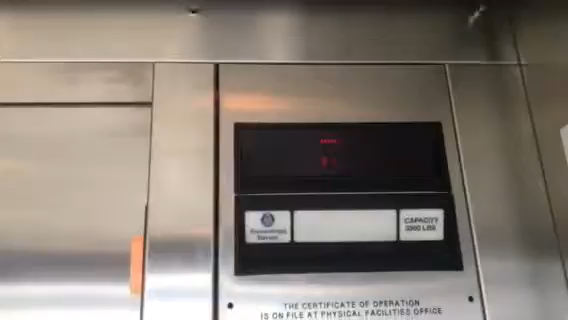 CAPACITY
3500 LBS
THE CERTIFICATE OF OPERATION
IS ON FILE AT PHYSICAL FACILITIES OFFICE